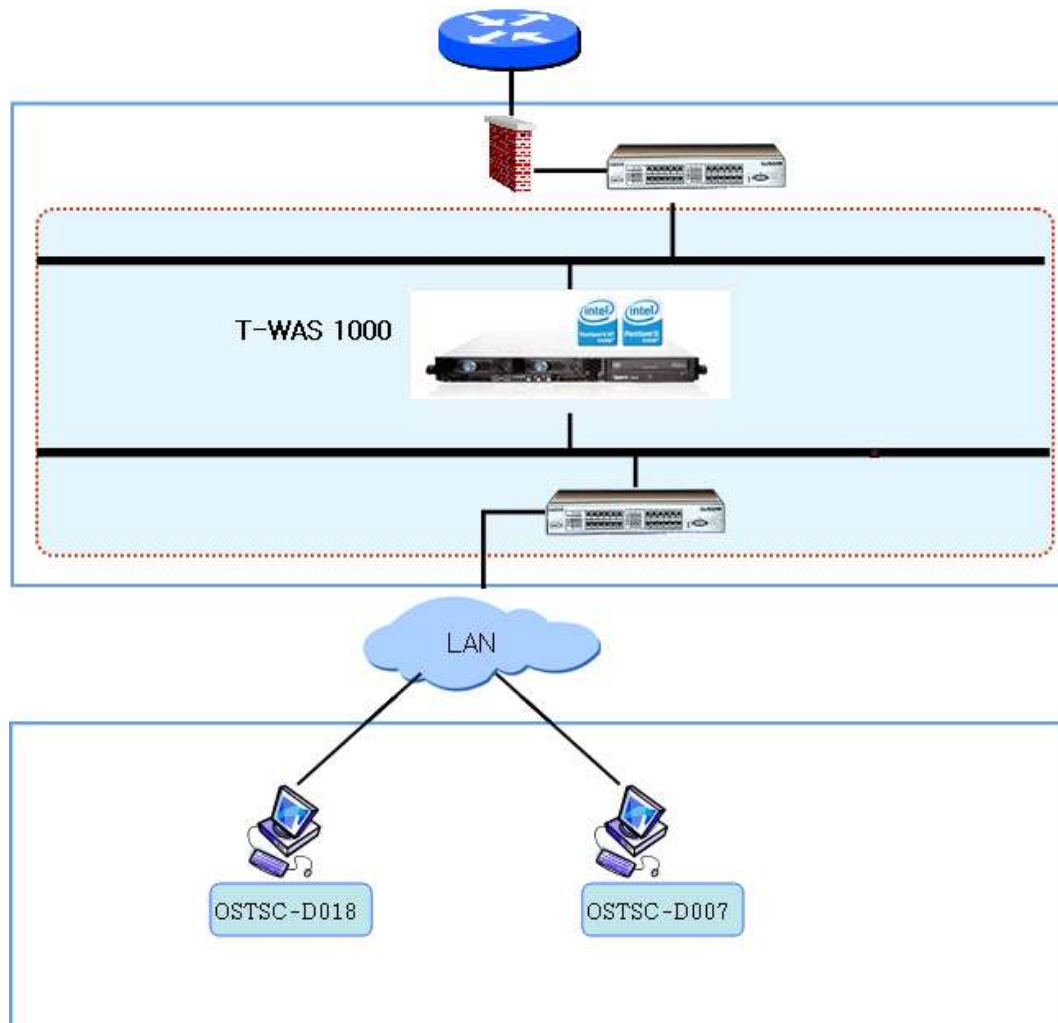 T-WAS 1000
intel
intel
LAN
OSTSC-D018
OSTSC-D007